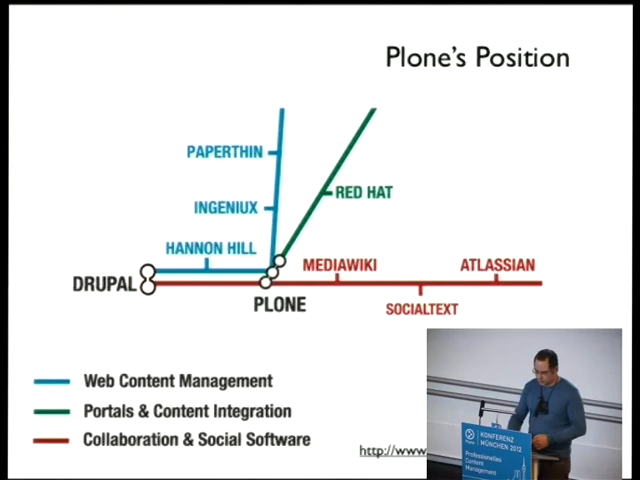 Plone's Position
PAPERTHIN
INGENIUX
RED HAT
HANNON HILL
MEDIAWIKI
ATLASSIAN
DRUPAL
PLONE
SOCIALTEXT
Web Content Management
Portals & Content Integration
Collaboration & Social Software
http://www.
KONFERENZ
MÜNCHEN 2012
Professionelles
Content
Management